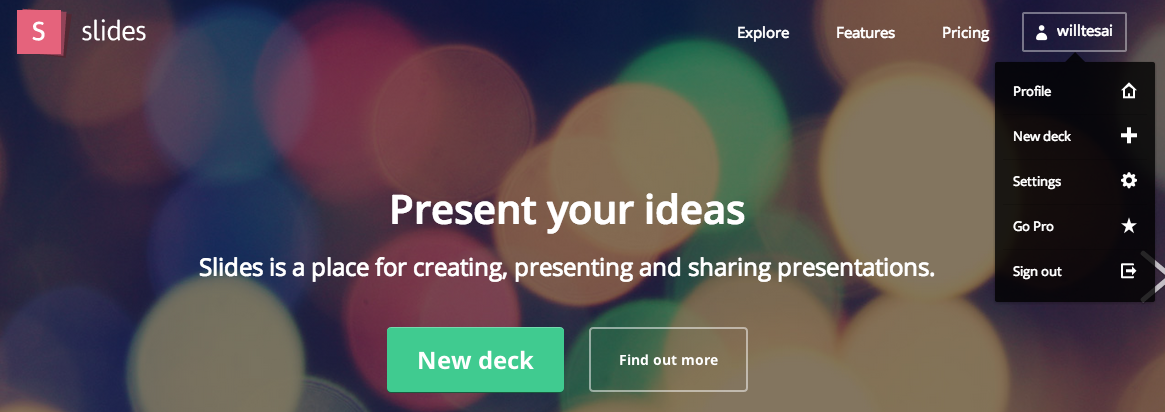 S slides
Explore Features Pricing willtesai
Profile
New deck
Settings
Go Pro
Sign out
Present your ideas
Slides is a place for creating, presenting and sharing presentations.
New deck Find out more